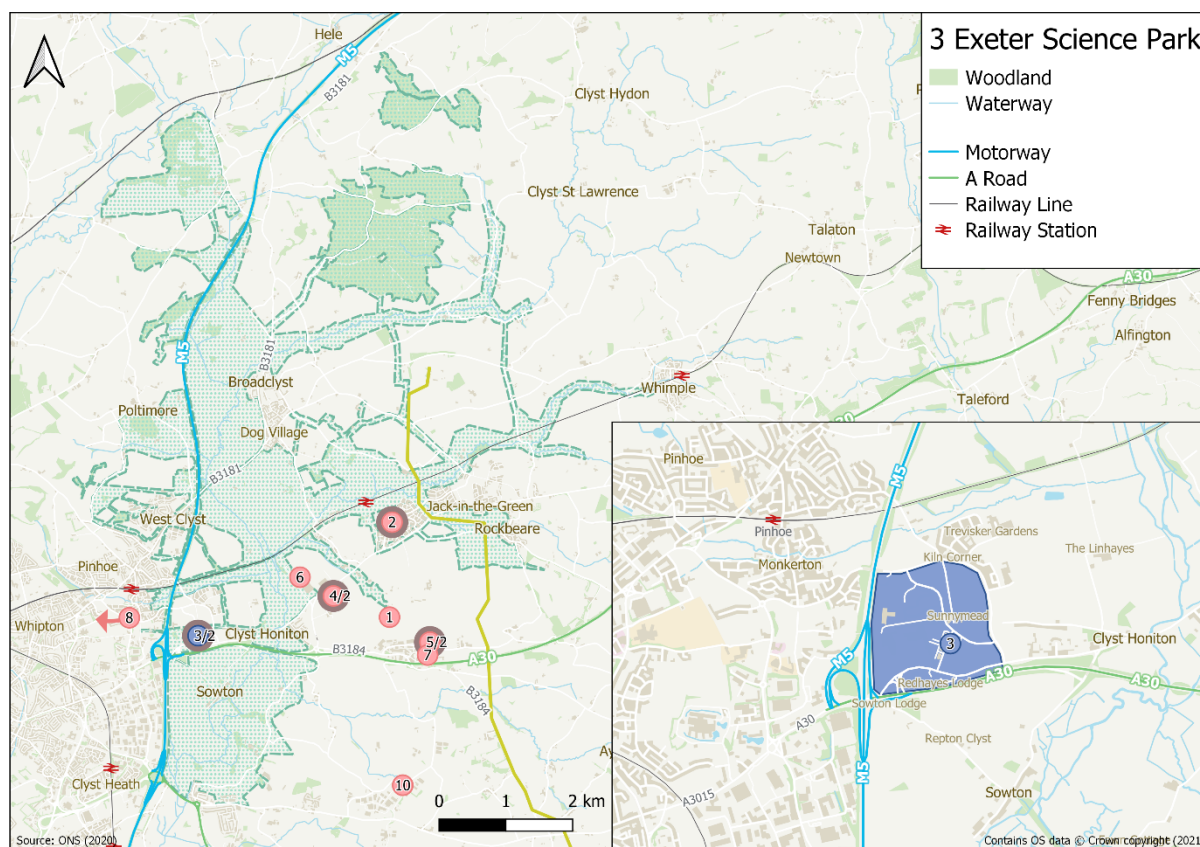 3 Exeter Science Park
Woodland
Waterway
Motorway
A Road
Railway Line
Railway Station
Hele
M5
B3181
Clyst Hydon
Clyst St Lawrence
Talaton
Newtown
A30
Fenny Bridges
Alfington
M5
B3181
Broadclyst
Whimple
Poltimore
Taleford
Dog Village
B3181
West Clyst
Jack-in-the-Green
Rockbeare
2
Pinhoe
6
4/2
8
1
Whipton
3/2
Clyst Honiton
5/2
7
B3184
A30
Sowton
B3184
Clyst Heath
10
0 1 2 km
Source: ONS (2020)
Pinhoe
M5
Pinhoe
Trevisker Gardens
Kiln Corner
The Linhayes
Monkerton
Sunnymead
3
Clyst Honiton
M5
Redhayes Lodge
A30
Sowton Lodge
A30
Repton Clyst
M5
A3015
Sowton
Contains OS data © Crown copyright (2021